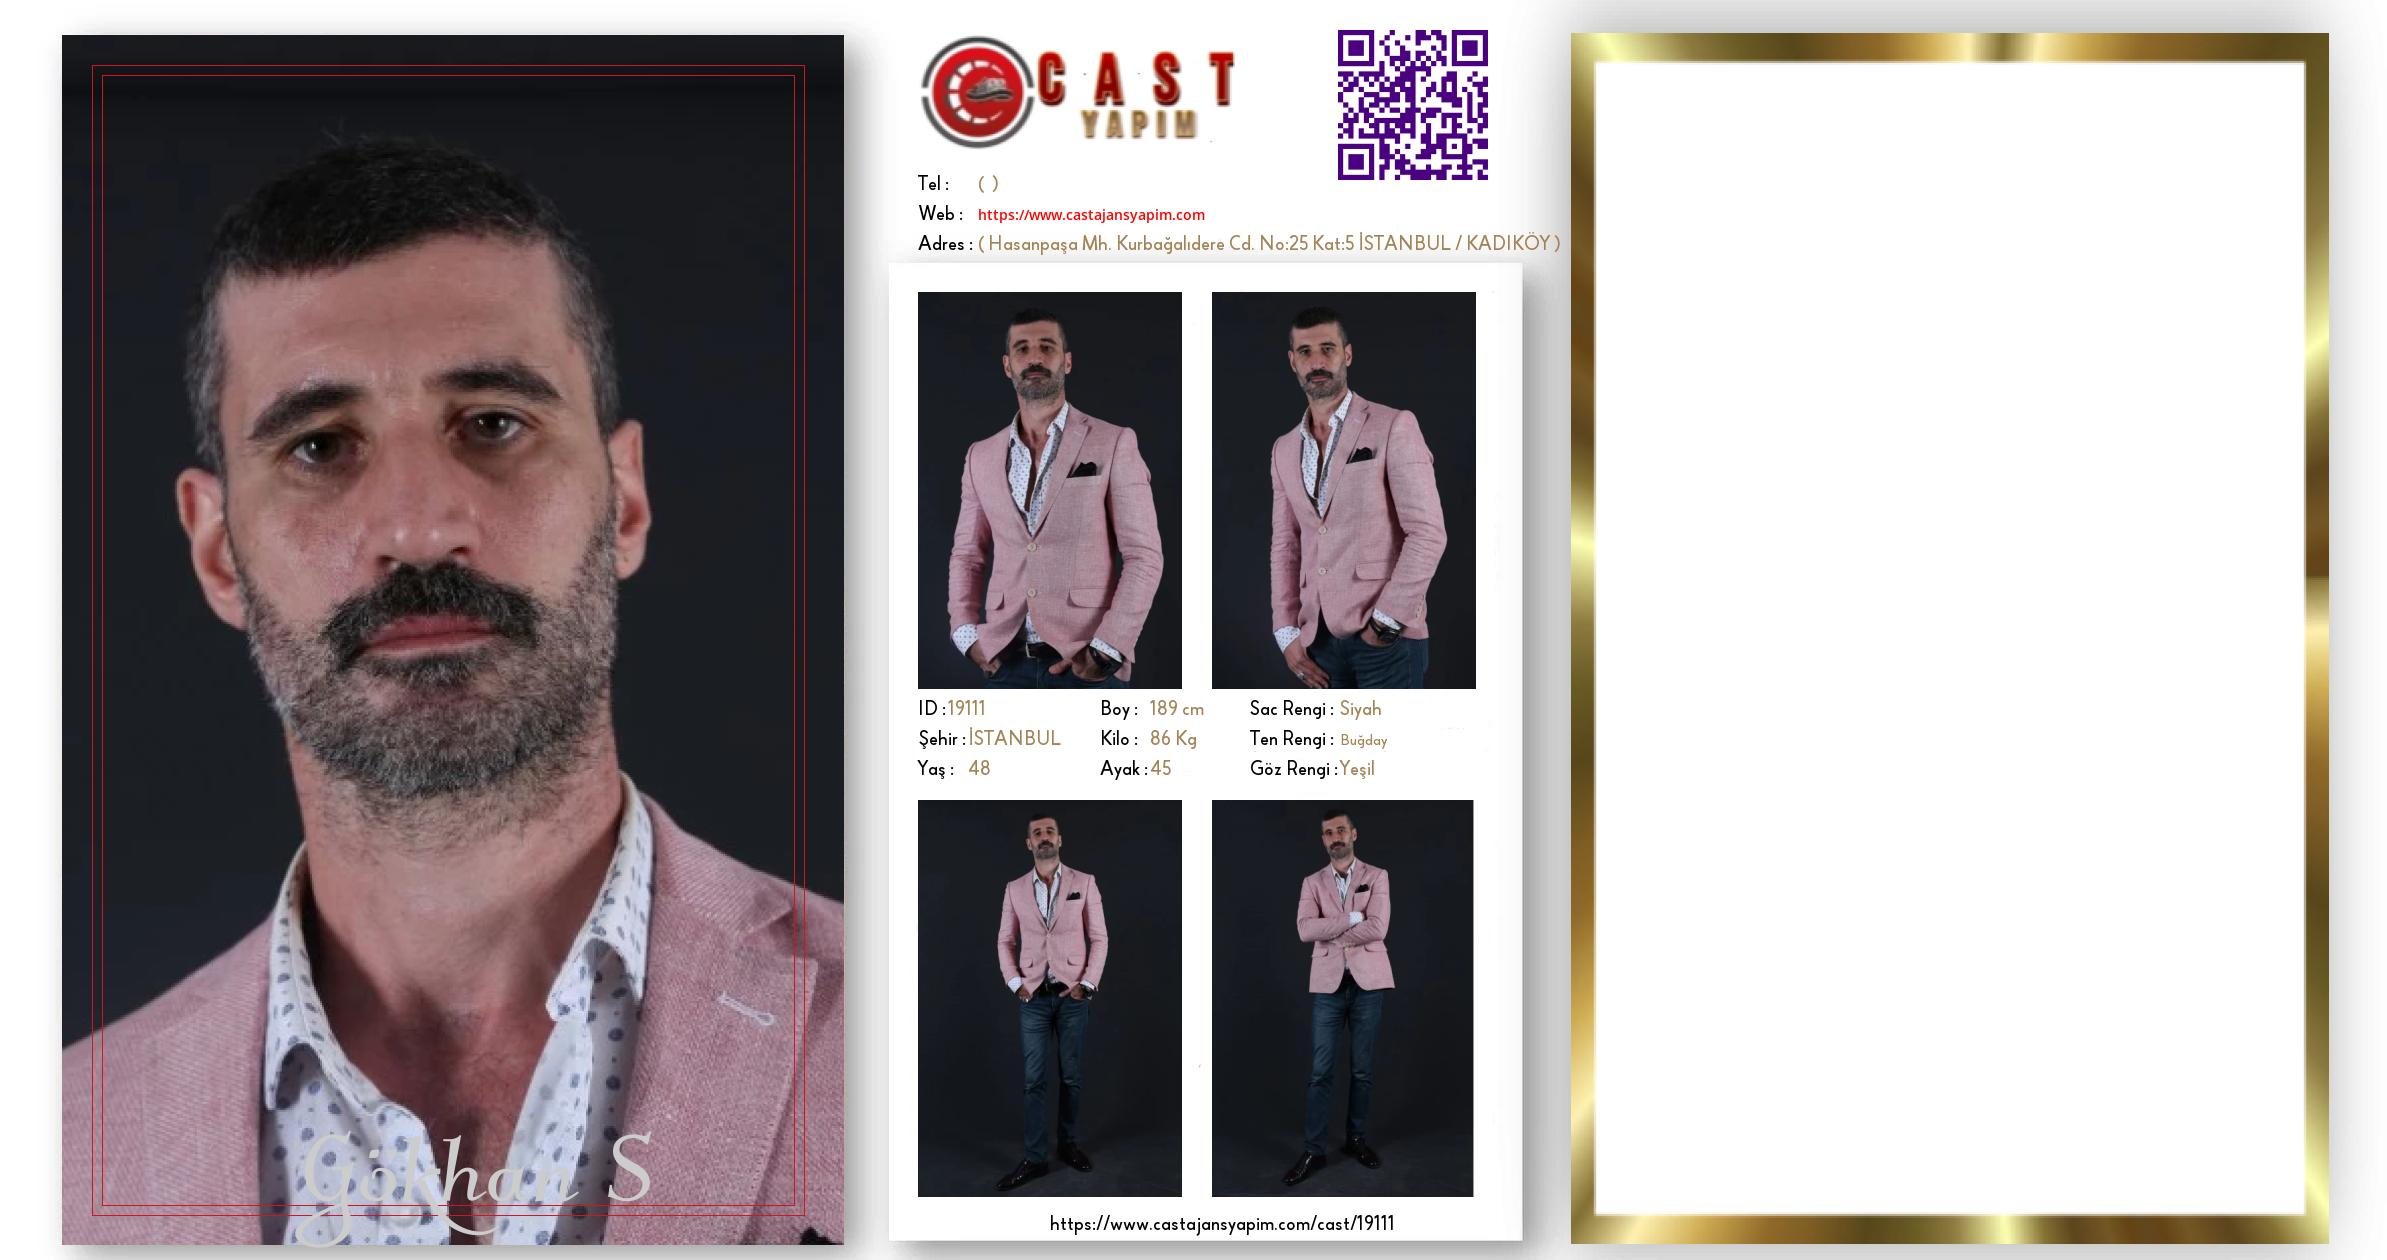 Gökhan S
CAST
YAPIM
Tel : ( )
Web : https://www.castajansyapim.com
Adres : ( Hasanpaşa Mh. Kurbağalıdere Cd. No:25 Kat:5 İSTANBUL / KADIKÖY )
ID : 19111 Boy : 189 cm Sac Rengi : Siyah
Şehir : İSTANBUL Kilo : 86 Kg Ten Rengi : Buğday
Yaş : 48 Ayak : 45 Göz Rengi : Yeşil
https://www.castajansyapim.com/cast/19111